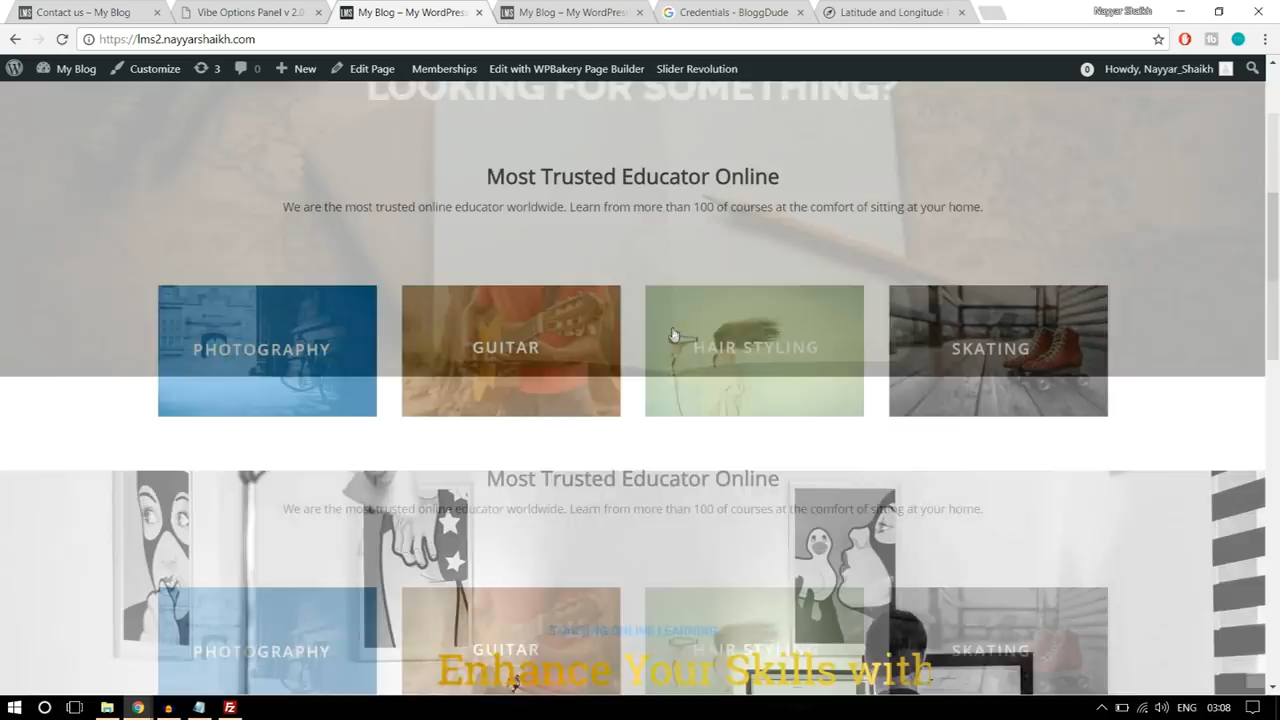 LMS Contact us – My Blog
Vibe Options Panel v 2.0
LMS My Blog – My WordPress
LMS My Blog – My WordPress
Credentials - BloggDude
Latitude and Longitude
Nayyar Shaikh
https://lms2.nayyarshaikh.com
My Blog
Customize
3
0
New
Edit Page
Memberships
Edit with WPBakery Page Builder
Slider Revolution
0
Howdy, Nayyar_Shaikh
LOOKING FOR SOMETHING?
Most Trusted Educator Online
We are the most trusted online educator worldwide. Learn from more than 100 of courses at the comfort of sitting at your home.
PHOTOGRAPHY
GUITAR
HAIR STYLING
SKATING
Most Trusted Educator Online
We are the most trusted online educator worldwide. Learn from more than 100 of courses at the comfort of sitting at your home.
ONLINE LEARNING
PHOTOGRAPHY
GUITAR
HAIR STYLING
SKATING
Enhance Your Skills with
ENG
03:08